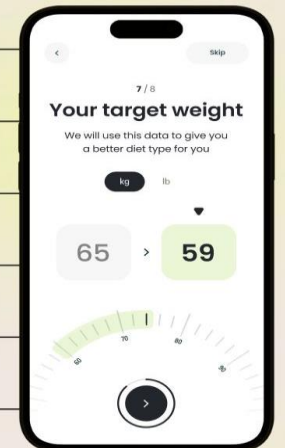 Skip
7 / 8
Your target weight
We will use this data to give you
a better diet type for you
kg lb
65 > 59
60 70 80 90